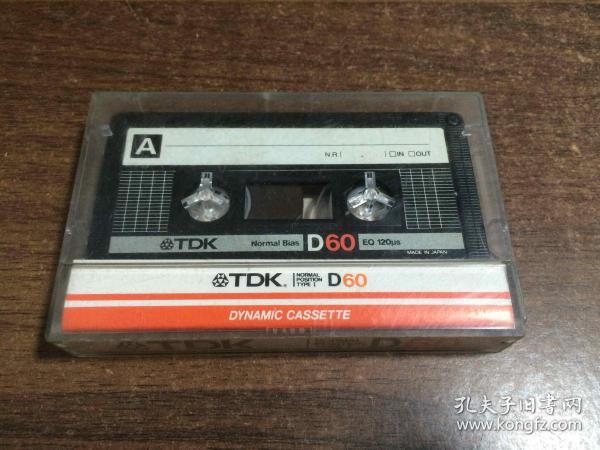 A
N.R.( ) □IN □OUT
TDK Normal Bias D60 EQ 120μs
MADE IN JAPAN
TDK. NORMAL POSITION TYPE I D60
DYNAMIC CASSETTE
TDK D
孔夫子旧书网
www.kongfz.com